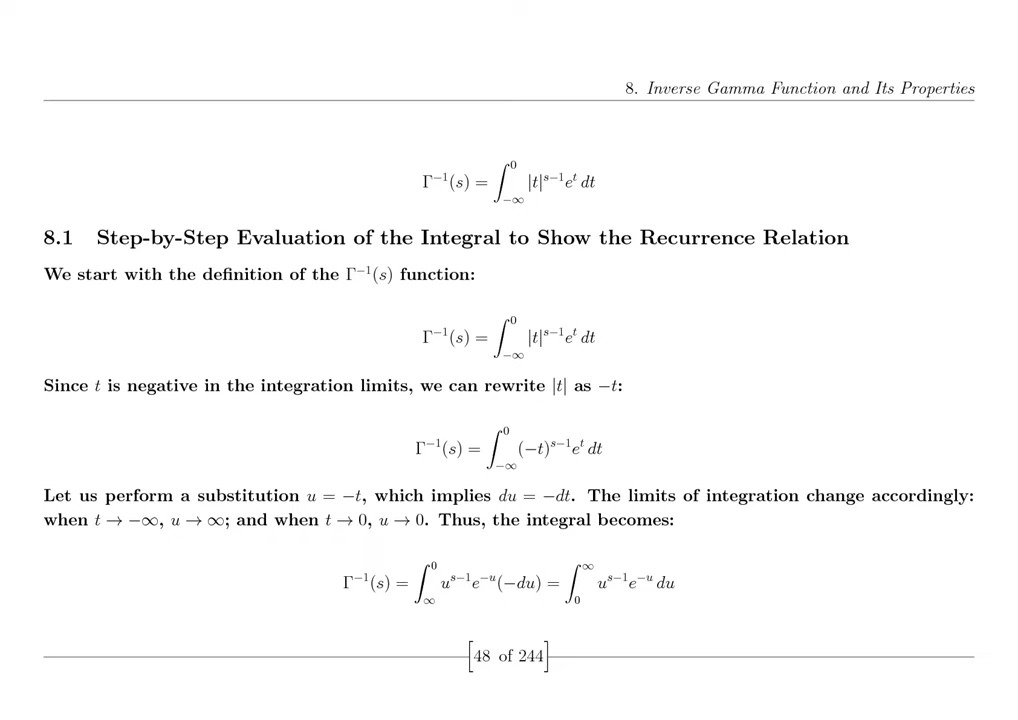 8. Inverse Gamma Function and Its Properties
Γ⁻¹(s) = ∫_{−∞}^{0} |t|^{s−1} e^{t} dt
8.1 Step-by-Step Evaluation of the Integral to Show the Recurrence Relation
We start with the definition of the Γ⁻¹(s) function:
Γ⁻¹(s) = ∫_{−∞}^{0} |t|^{s−1} e^{t} dt
Since t is negative in the integration limits, we can rewrite |t| as −t:
Γ⁻¹(s) = ∫_{−∞}^{0} (−t)^{s−1} e^{t} dt
Let us perform a substitution u = −t, which implies du = −dt. The limits of integration change accordingly:
when t → −∞, u → ∞; and when t → 0, u → 0. Thus, the integral becomes:
Γ⁻¹(s) = ∫_{∞}^{0} u^{s−1} e^{−u} (−du) = ∫_{0}^{∞} u^{s−1} e^{−u} du
[48 of 244]